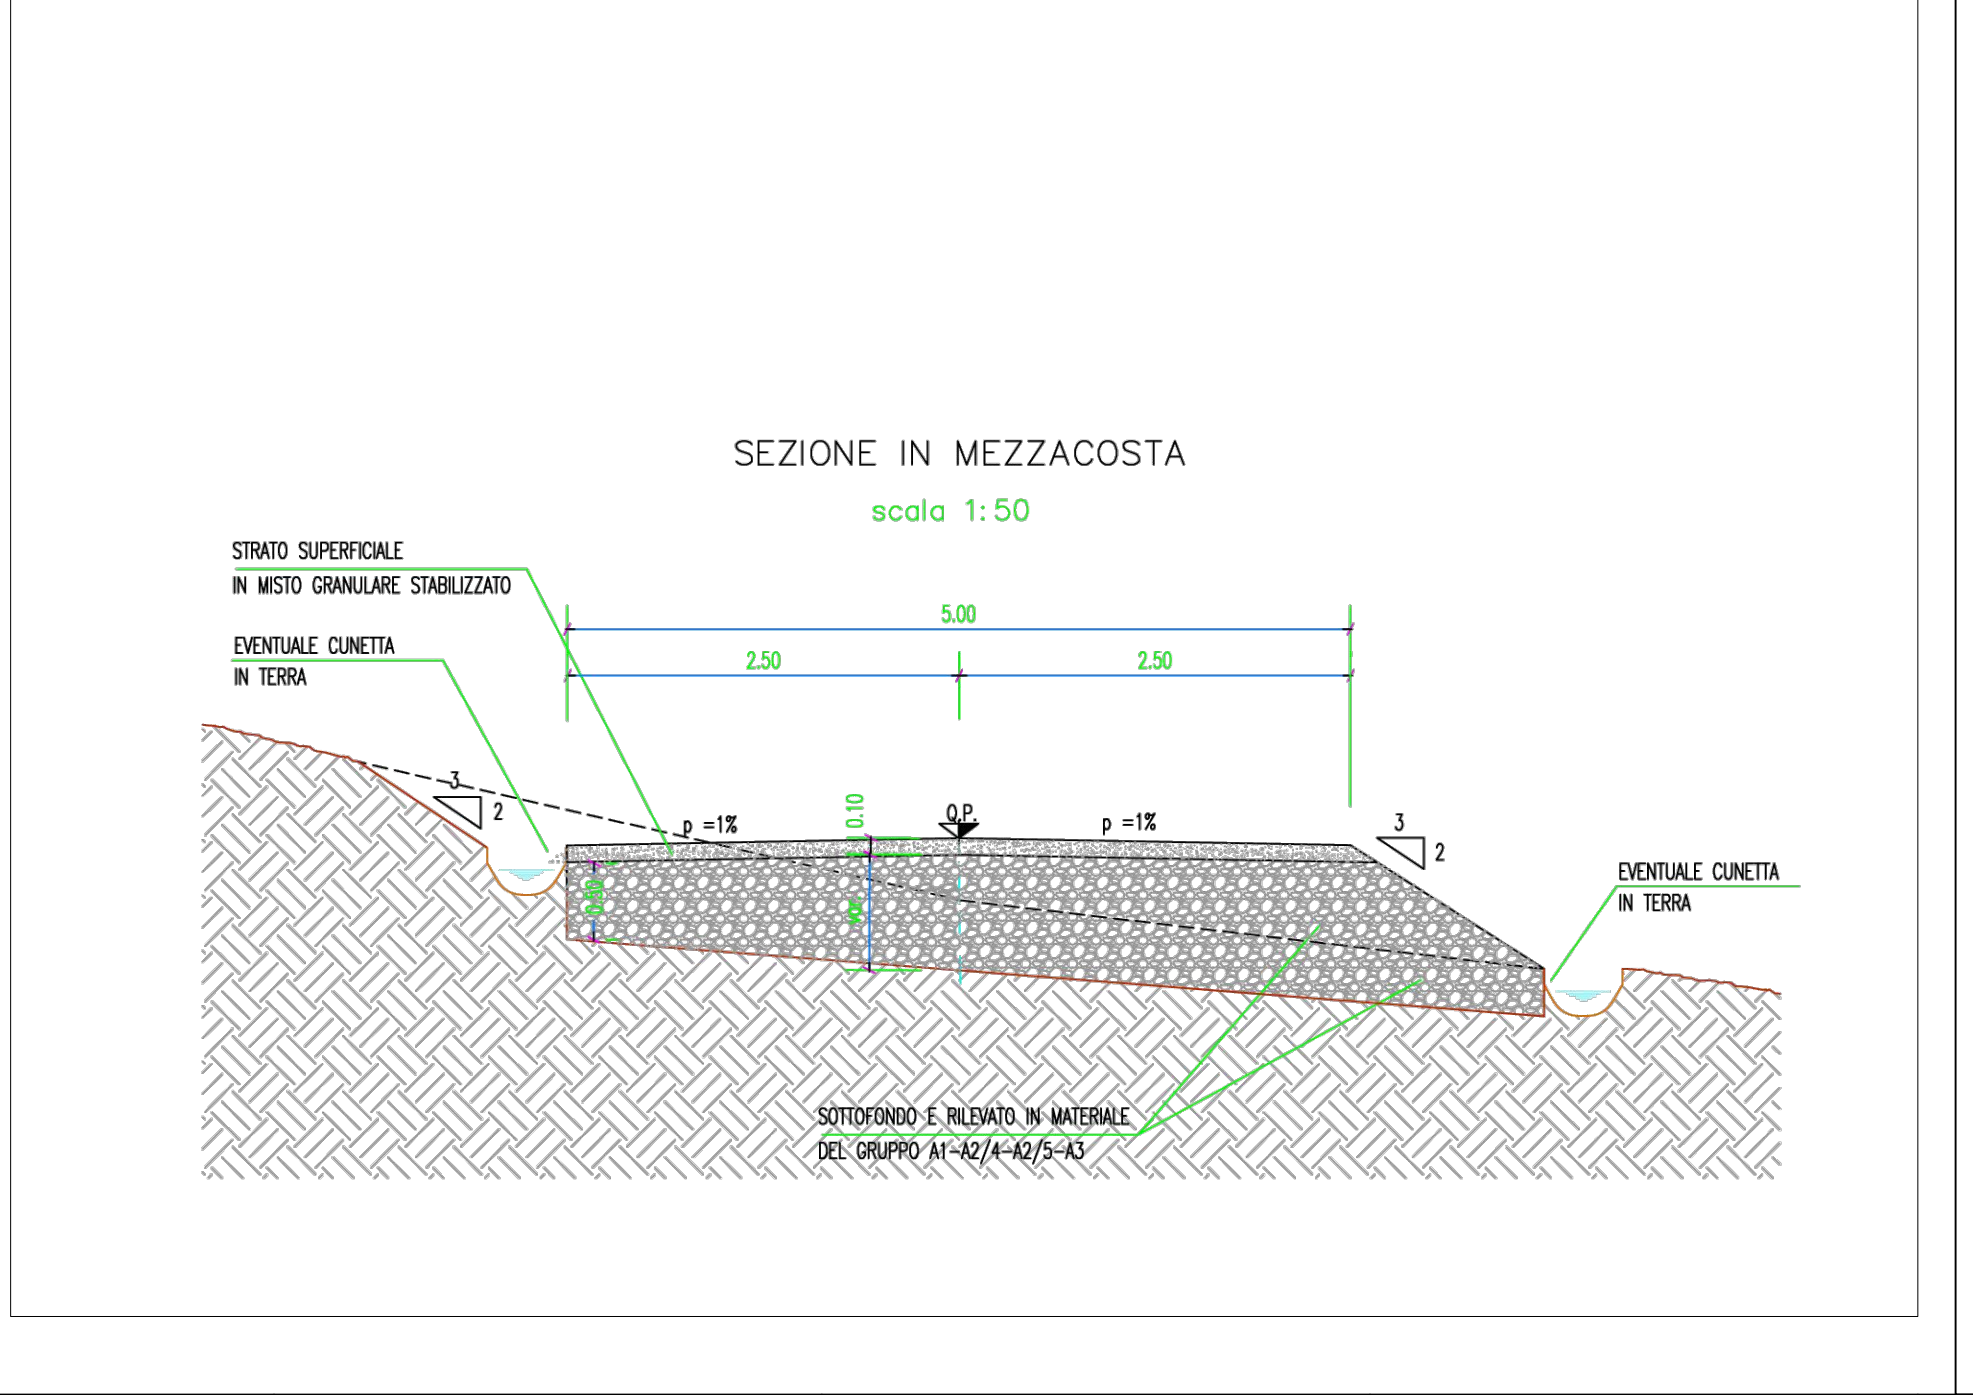 SEZIONE IN MEZZACOSTA
scala 1:50
STRATO SUPERFICIALE
IN MISTO GRANULARE STABILIZZATO
5.00
EVENTUALE CUNETTA
IN TERRA
2.50
2.50
3
2
p =1%
0.10
Q.P.
p =1%
3
2
EVENTUALE CUNETTA
IN TERRA
0.50
var.
SOTTOFONDO E RILEVATO IN MATERIALE
DEL GRUPPO A1-A2/4-A2/5-A3